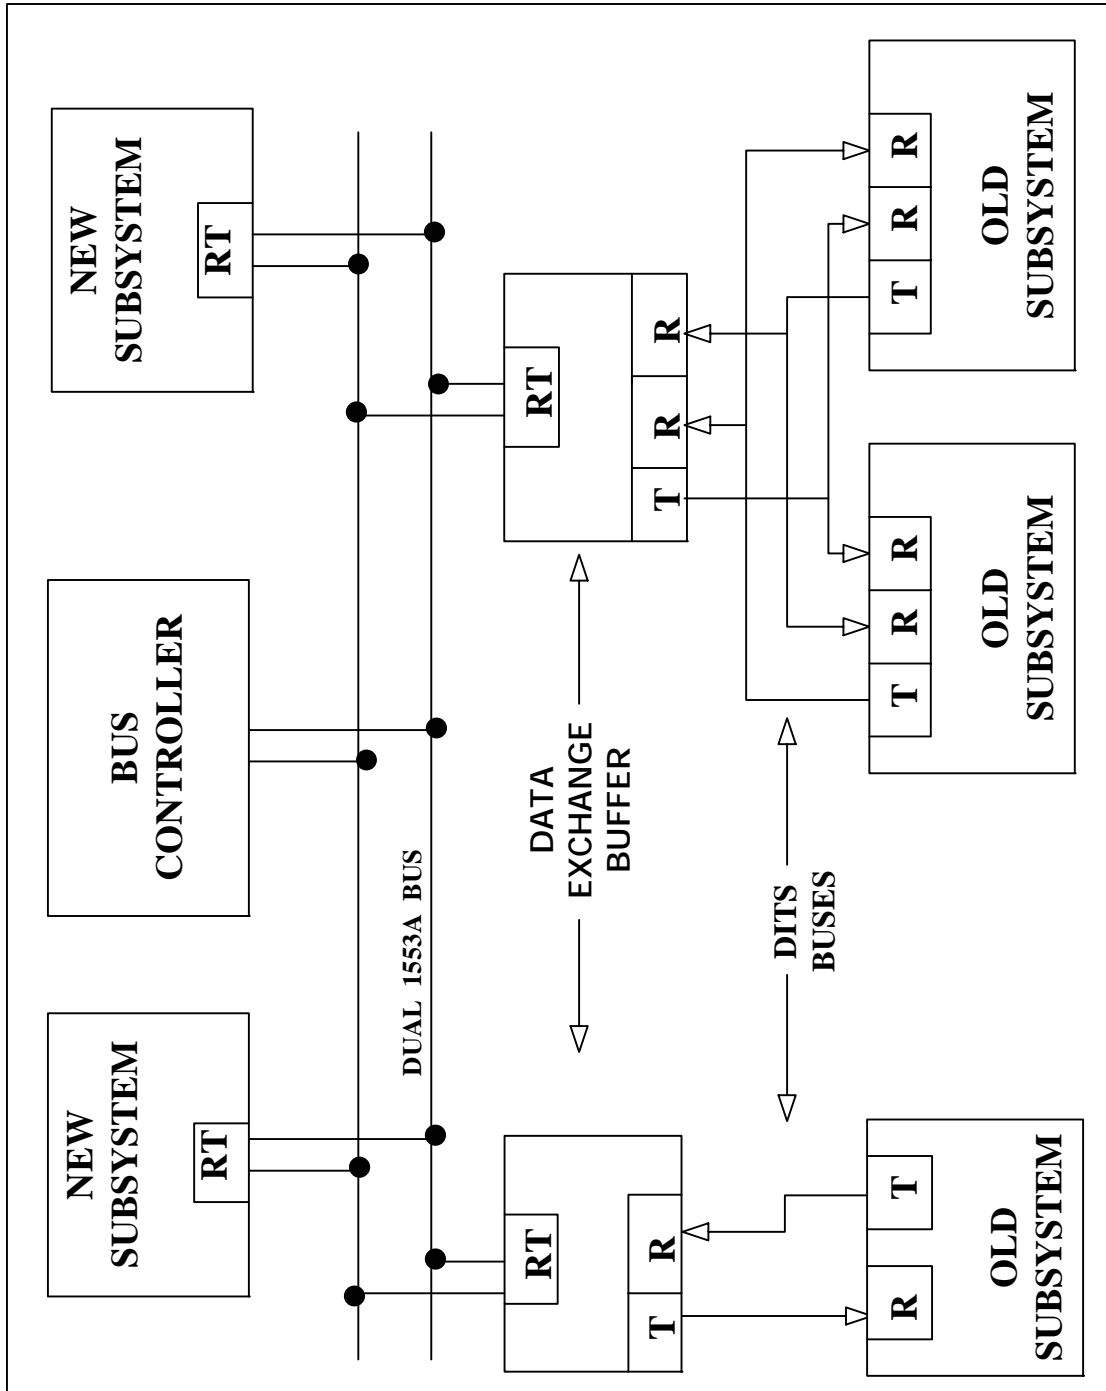 NEW
SUBSYSTEM
RT
BUS
CONTROLLER
NEW
SUBSYSTEM
RT
DUAL 1553A BUS
RT
T R
DATA
EXCHANGE
BUFFER
RT
T R R
DITS
BUSES
R T
OLD
SUBSYSTEM
T R R
OLD
SUBSYSTEM
T R R
OLD
SUBSYSTEM